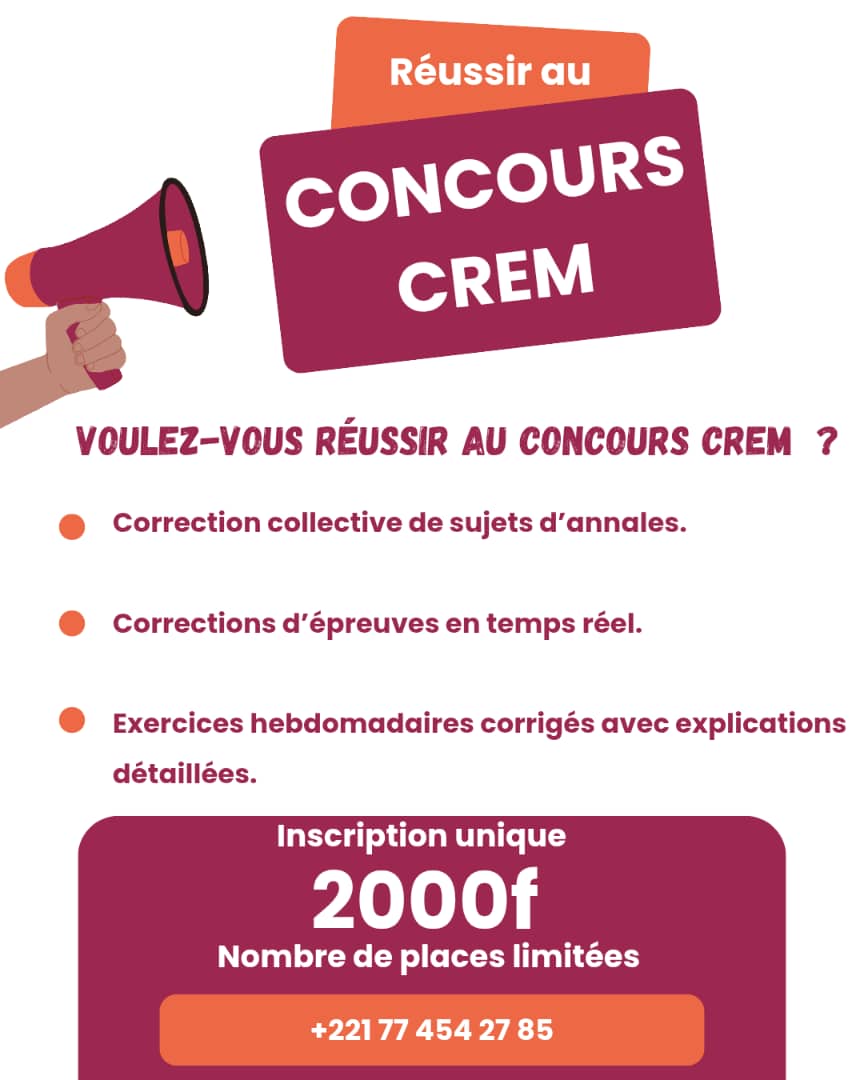 Réussir au
CONCOURS
CREM
VOULEZ-VOUS RÉUSSIR AU CONCOURS CREM ?
Correction collective de sujets d’annales.
Corrections d’épreuves en temps réel.
Exercices hebdomadaires corrigés avec explications
détaillées.
Inscription unique
2000f
Nombre de places limitées
+221 77 454 27 85